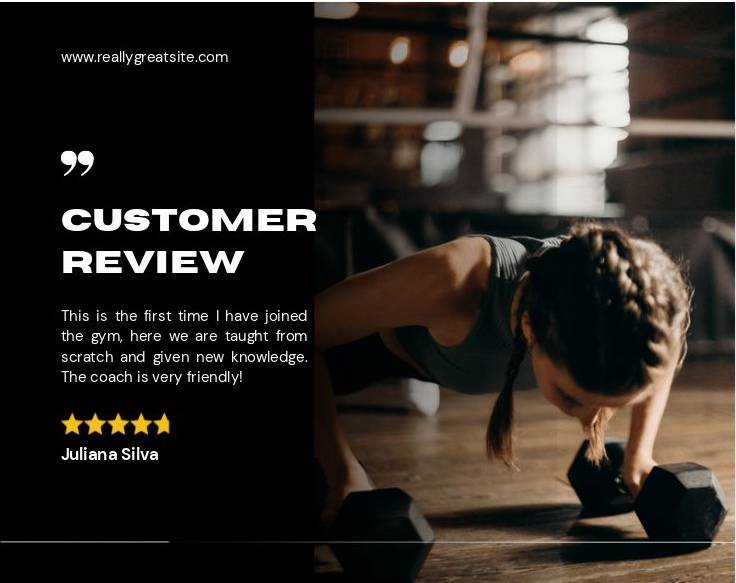 www.reallygreatsite.com
”
CUSTOMER
REVIEW
This is the first time I have joined
the gym, here we are taught from
scratch and given new knowledge.
The coach is very friendly!
Juliana Silva